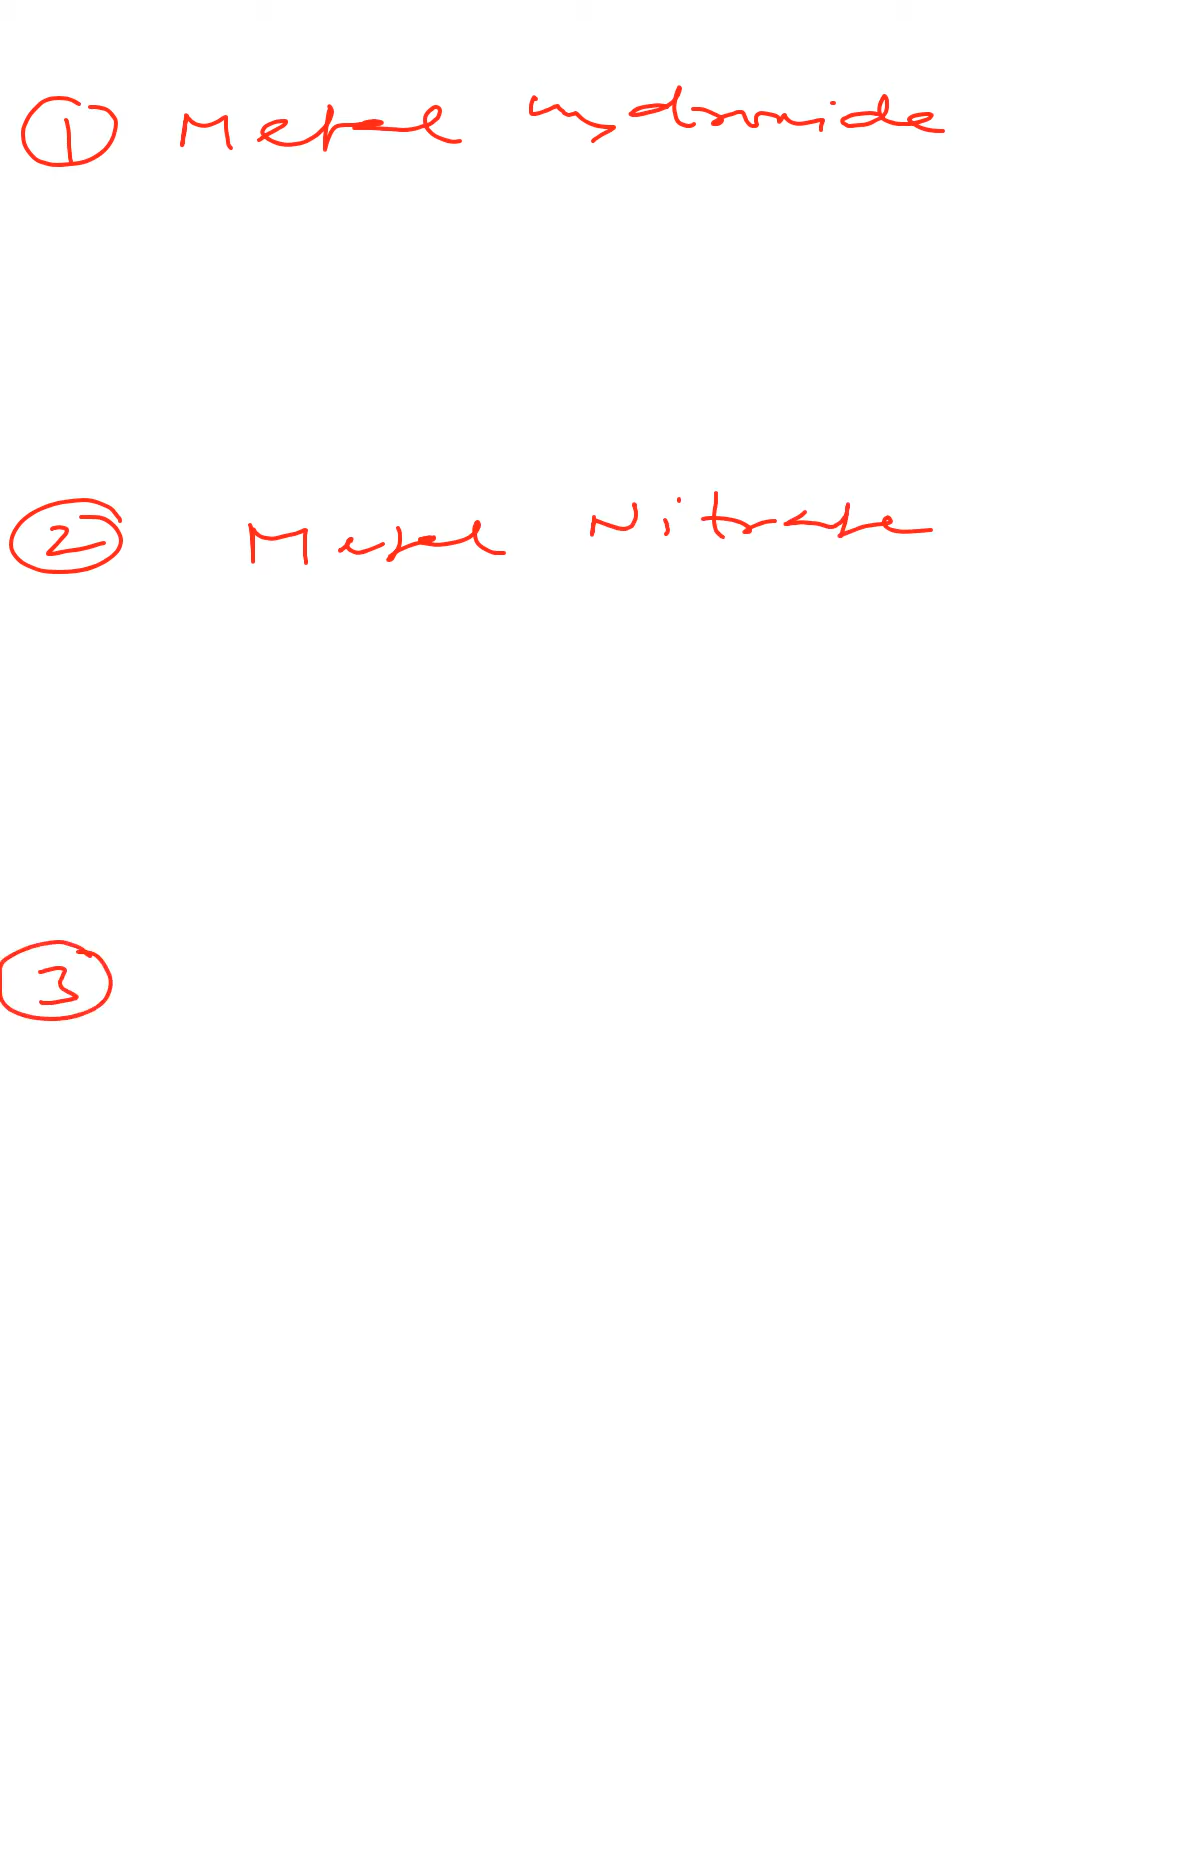 ① Metal hydroxide
② Metal Nitrate
③